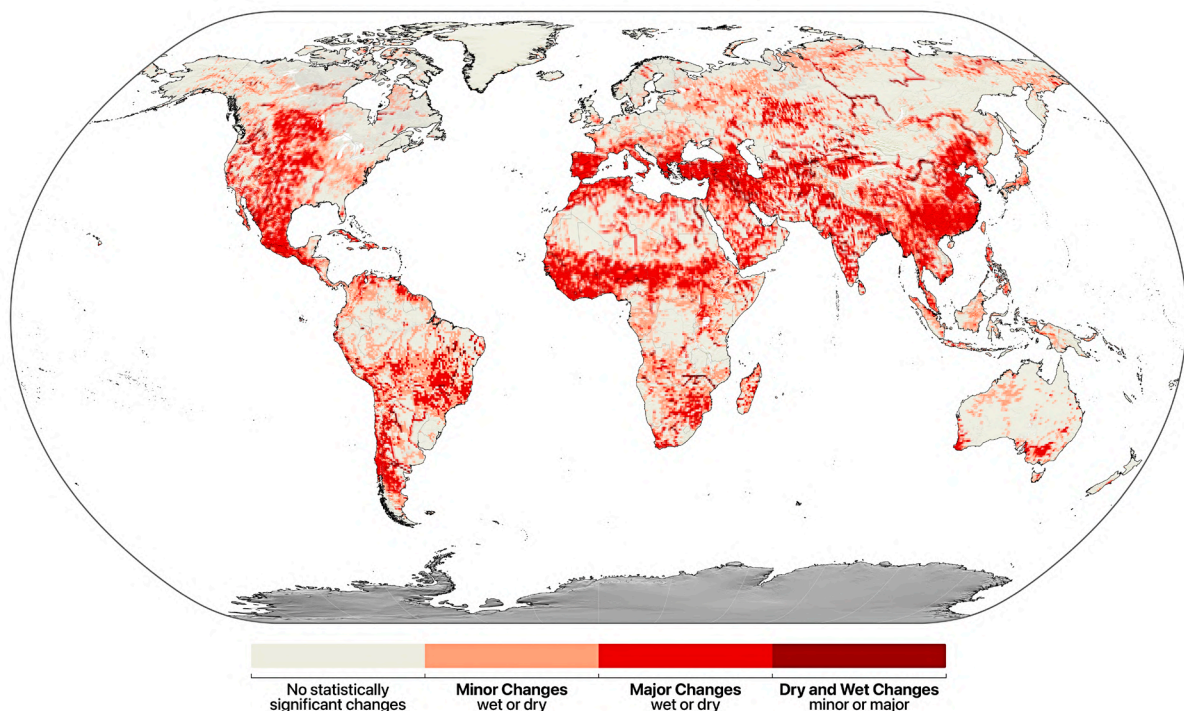 No statistically
significant changes
Minor Changes
wet or dry
Major Changes
wet or dry
Dry and Wet Changes
minor or major